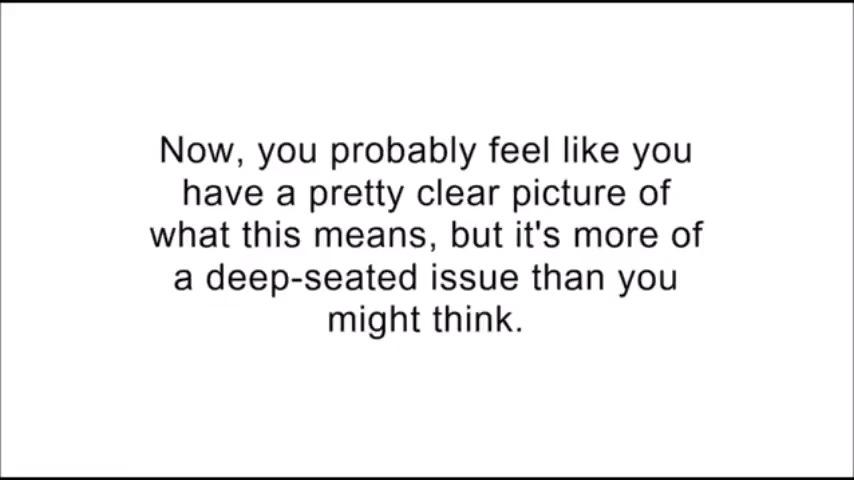 Now, you probably feel like you
have a pretty clear picture of
what this means, but it's more of
a deep-seated issue than you
might think.